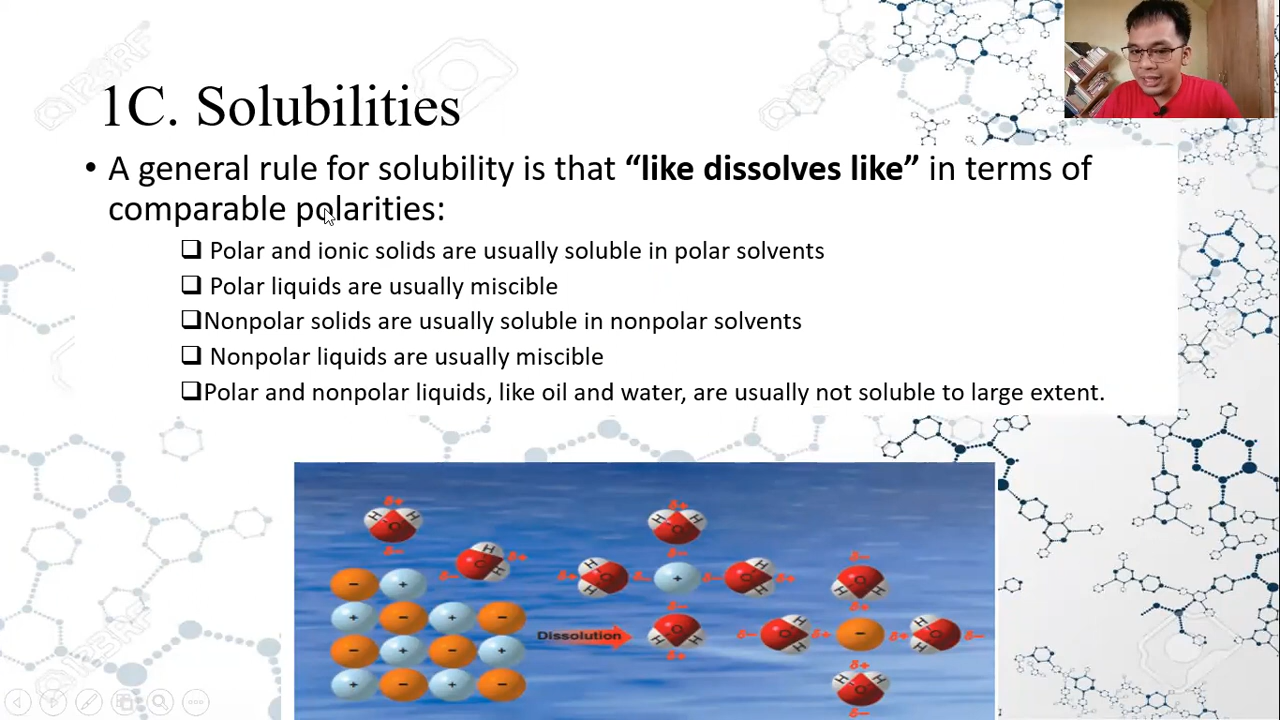 1C. Solubilities
• A general rule for solubility is that “like dissolves like” in terms of
comparable polarities:
❑ Polar and ionic solids are usually soluble in polar solvents
❑ Polar liquids are usually miscible
❑Nonpolar solids are usually soluble in nonpolar solvents
❑ Nonpolar liquids are usually miscible
❑Polar and nonpolar liquids, like oil and water, are usually not soluble to large extent.
δ+
H O H
δ−
δ+
H O H
δ−
H O H
δ− δ+
− +
+ − + −
− + − +
+ − + −
Dissolution
δ+ H O H δ−
+
δ− H O H δ+
δ−
H O H
δ+
δ−
H O H
δ+
δ− H O H δ+
−
δ+ H O H δ−
δ+
H O H
δ−
123RF